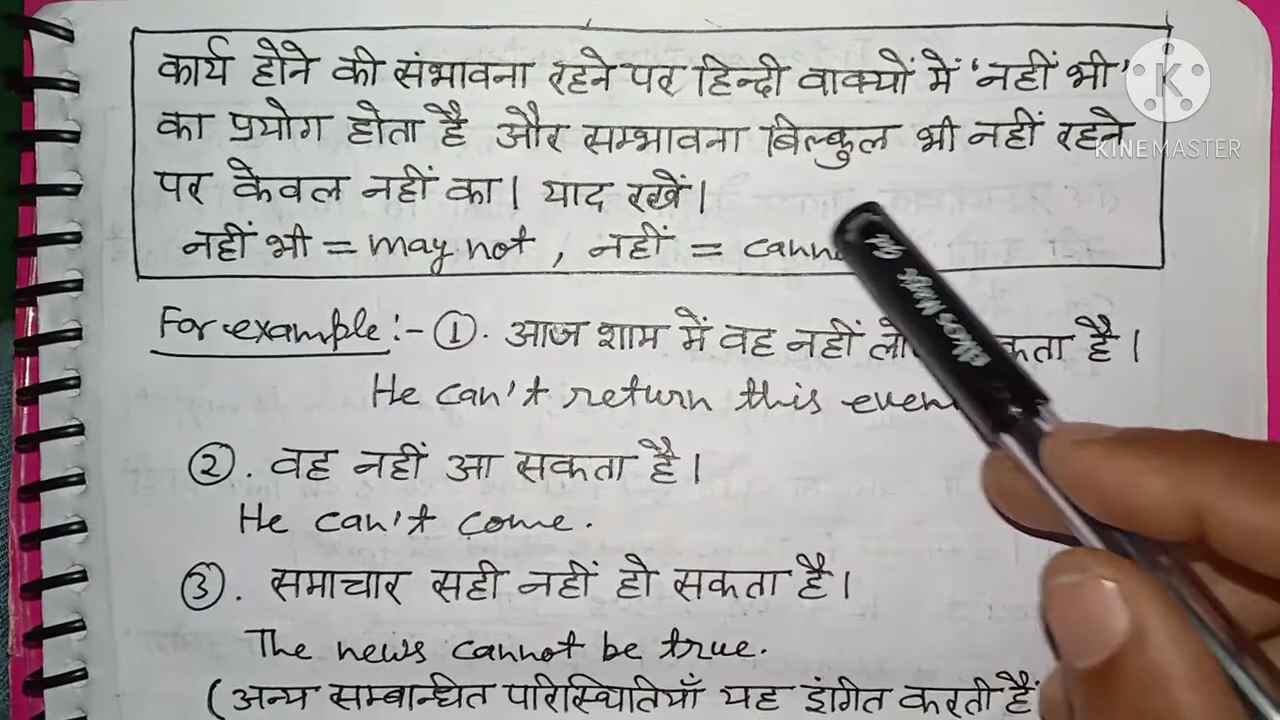 कार्य होने की संभावना रहने पर हिन्दी वाक्यों में 'नहीं भी'
का प्रयोग होता है और सम्भावना बिल्कुल भी नहीं रहने
पर केवल नहीं का। याद रखें।
नहीं भी = may not , नहीं =
For example :- ①. आज शाम में वह नहीं है।
He can't return this
②. वह नहीं आ सकता है।
He can't come.
③. समाचार सही नहीं हो सकता है।
The news cannot be true.
(अन्य सम्बान्धित परिस्थितियाँ यह इंगित करती हैं
K
KINEMASTER